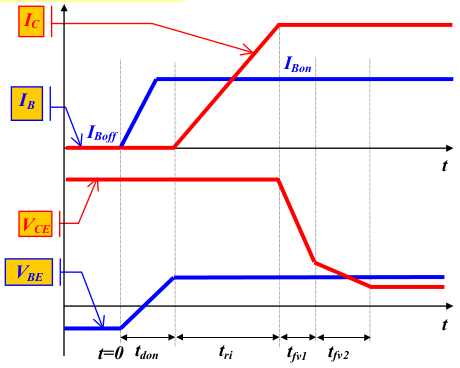 I_C
I_Bon
I_B
I_Boff
t
V_CE
V_BE
t
t=0
t_don
t_ri
t_fv1
t_fv2